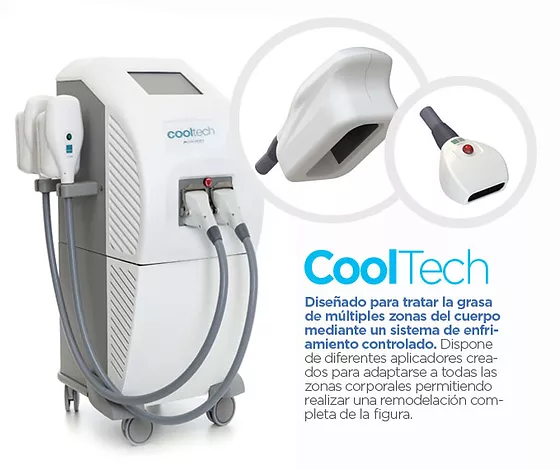 cooltech
CoolTech
Diseñado para tratar la grasa
de múltiples zonas del cuerpo
mediante un sistema de enfri-
amiento controlado. Dispone
de diferentes aplicadores crea-
dos para adaptarse a todas las
zonas corporales permitiendo
realizar una remodelación com-
pleta de la figura.